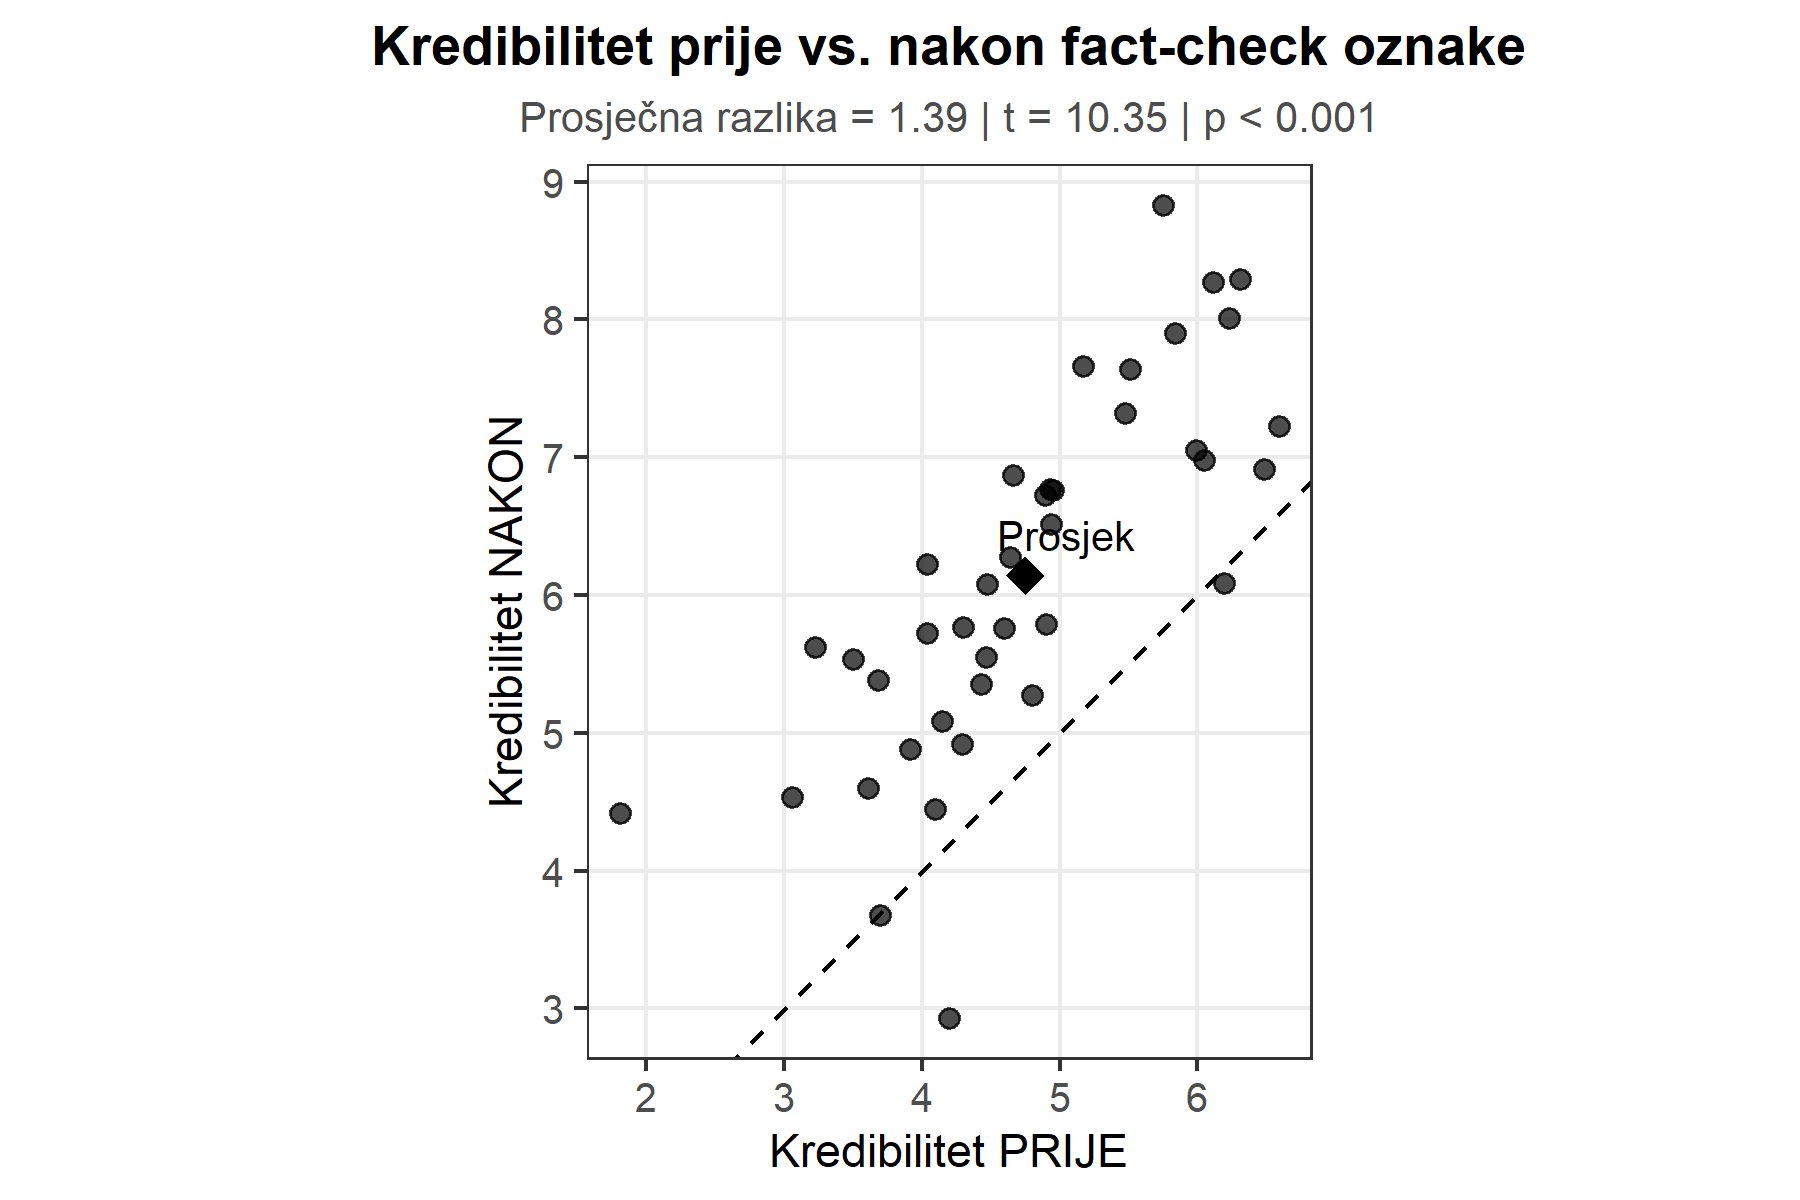 Kredibilitet prije vs. nakon fact-check oznake
Prosječna razlika = 1.39 | t = 10.35 | p < 0.001
Kredibilitet NAKON
9
8
7
6
5
4
3
Prosjek
2 3 4 5 6
Kredibilitet PRIJE